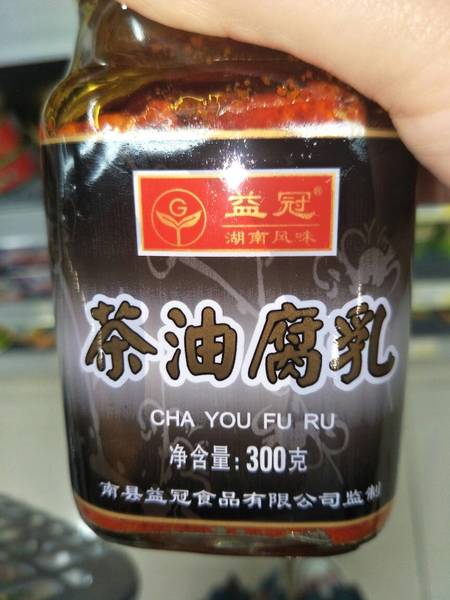 G
益冠®
湖南风味
茶油腐乳
CHA YOU FU RU
净含量:300克
南县益冠食品有限公司监制